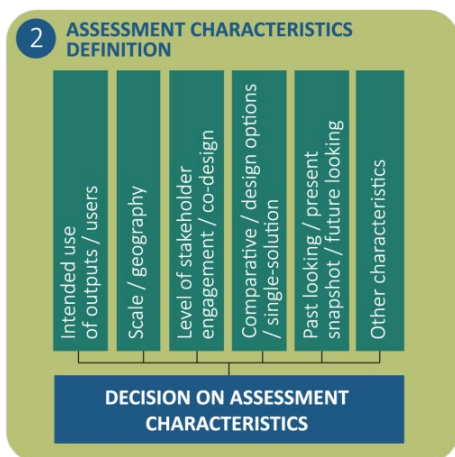 2
ASSESSMENT CHARACTERISTICS
DEFINITION
Intended use
of outputs / users
Scale / geography
Level of stakeholder
engagement / co-design
Comparative / design options
/ single-solution
Past looking / present
snapshot / future looking
Other characteristics
DECISION ON ASSESSMENT
CHARACTERISTICS